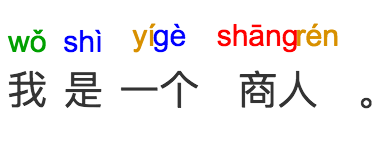 wǒ shì yígè shāngrén
我 是 一个 商人 。